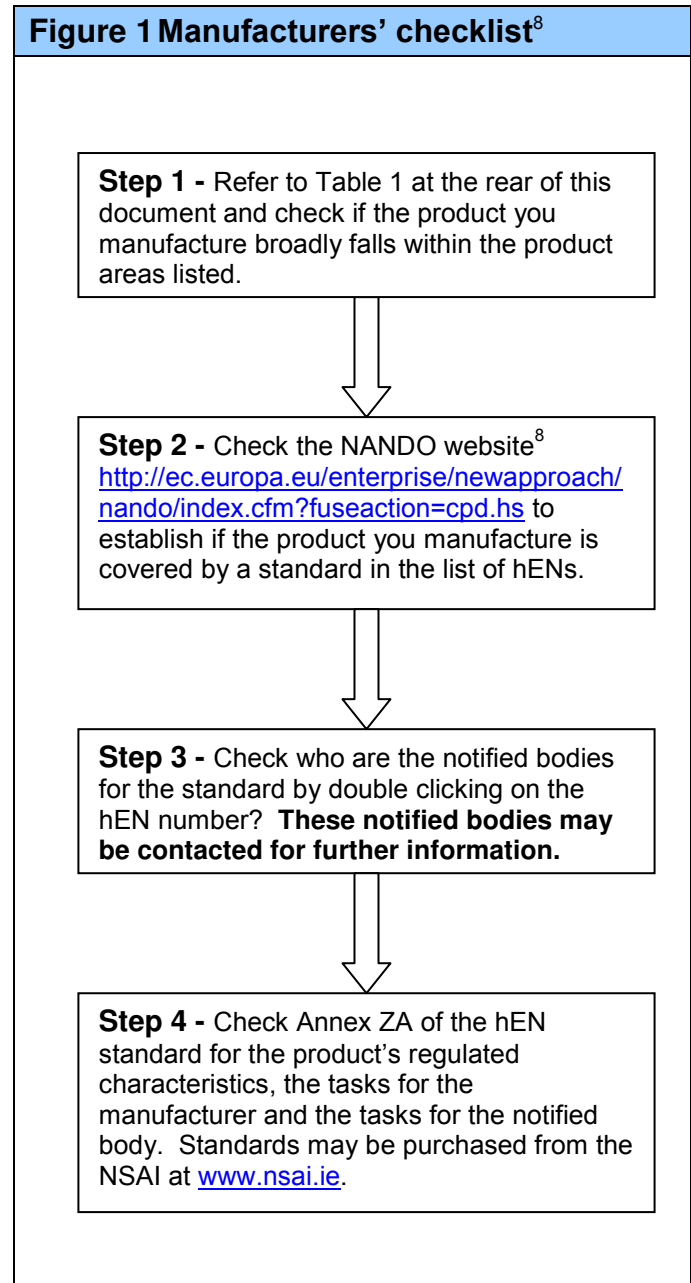 Figure 1 Manufacturers’ checklist8
Step 1 - Refer to Table 1 at the rear of this
document and check if the product you
manufacture broadly falls within the product
areas listed.
Step 2 - Check the NANDO website8
http://ec.europa.eu/enterprise/newapproach/
nando/index.cfm?fuseaction=cpd.hs to
establish if the product you manufacture is
covered by a standard in the list of hENs.
Step 3 - Check who are the notified bodies
for the standard by double clicking on the
hEN number?  These notified bodies may
be contacted for further information.
Step 4 - Check Annex ZA of the hEN
standard for the product’s regulated
characteristics, the tasks for the
manufacturer and the tasks for the notified
body.  Standards may be purchased from the
NSAI at www.nsai.ie.